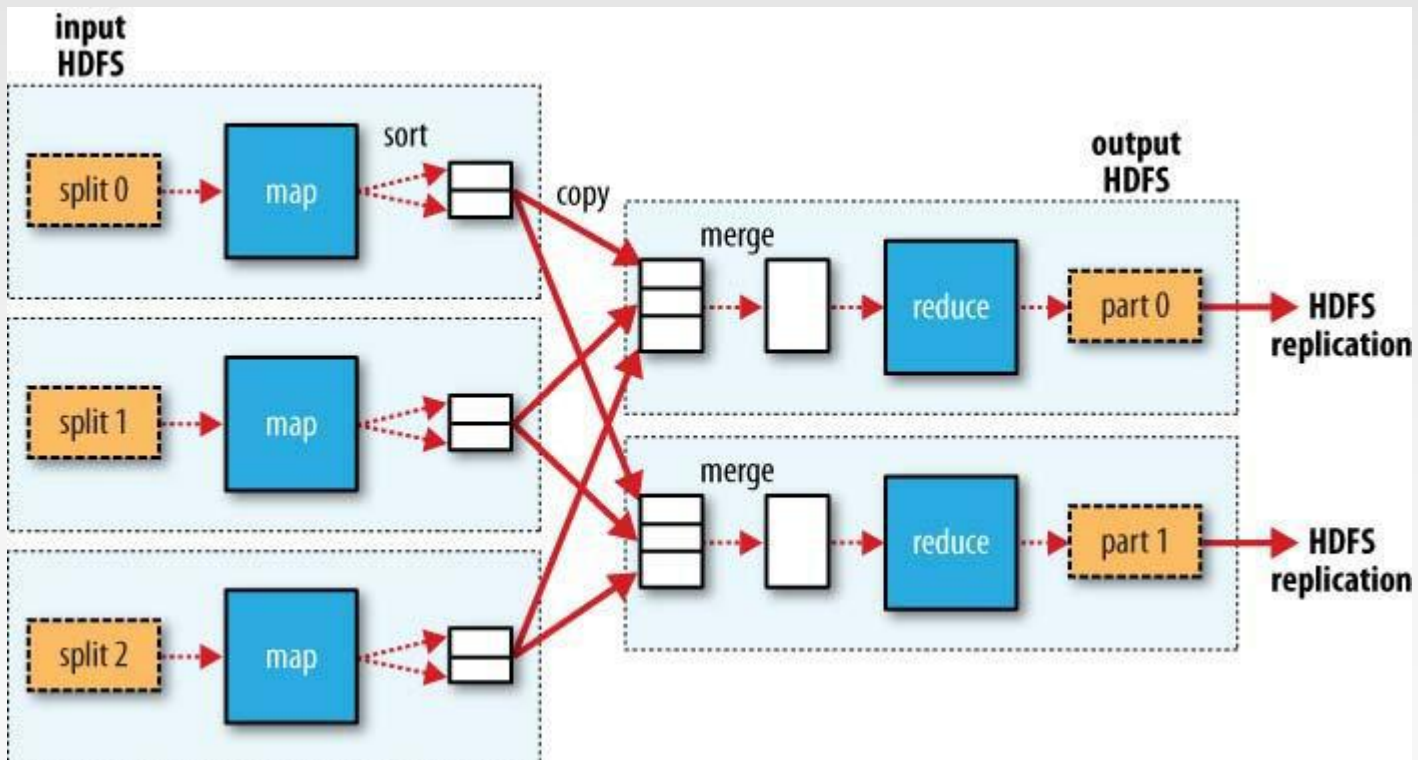 input
HDFS
split 0
map
sort
copy
split 1
map
split 2
map
output
HDFS
merge
reduce
part 0
HDFS
replication
merge
reduce
part 1
HDFS
replication